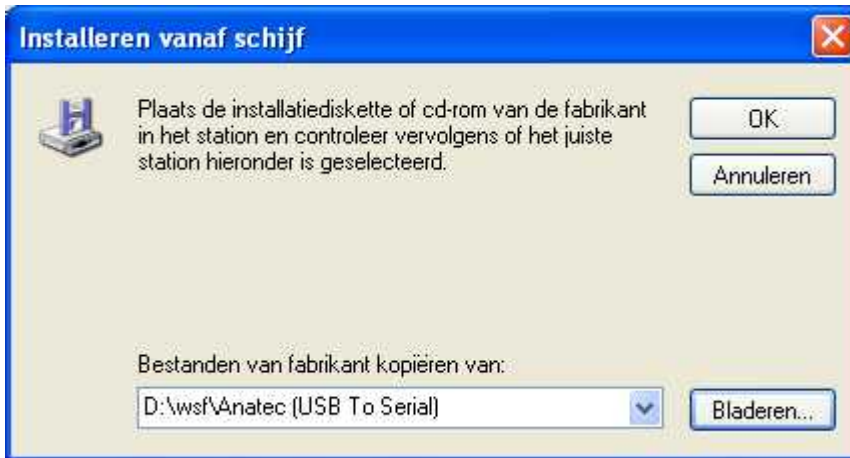 Installeren vanaf schijf
Plaats de installatiediskette of cd-rom van de fabrikant
in het station en controleer vervolgens of het juiste
station hieronder is geselecteerd.
OK
Annuleren
Bestanden van fabrikant kopiëren van:
D:\wsf\Anatec (USB To Serial)
Bladeren...